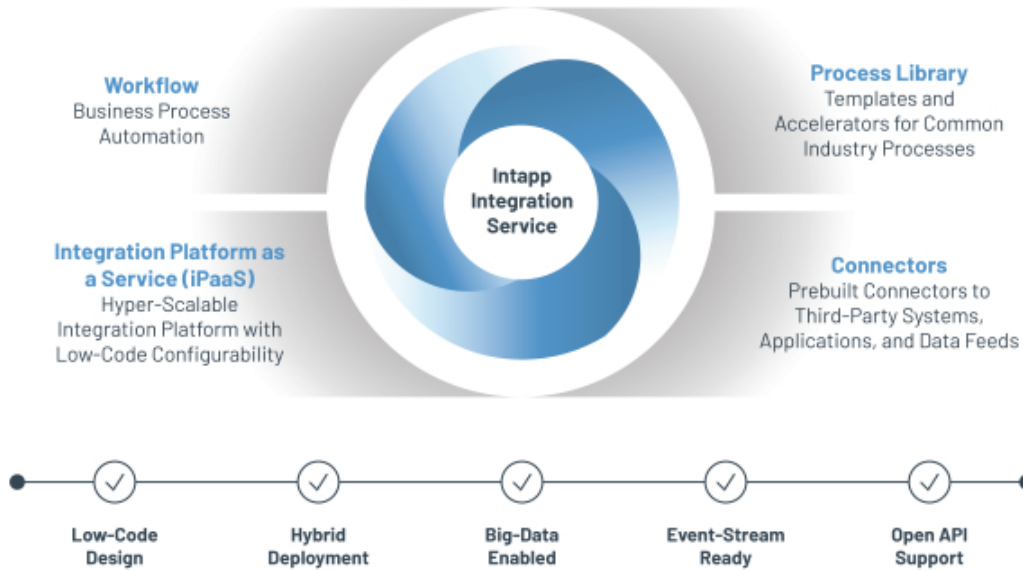 Workflow
Business Process
Automation
Process Library
Templates and
Accelerators for Common
Industry Processes
Intapp
Integration
Service
Integration Platform as
a Service (iPaaS)
Hyper-Scalable
Integration Platform with
Low-Code Configurability
Connectors
Prebuilt Connectors to
Third-Party Systems,
Applications, and Data Feeds
Low-Code
Design
Hybrid
Deployment
Big-Data
Enabled
Event-Stream
Ready
Open API
Support